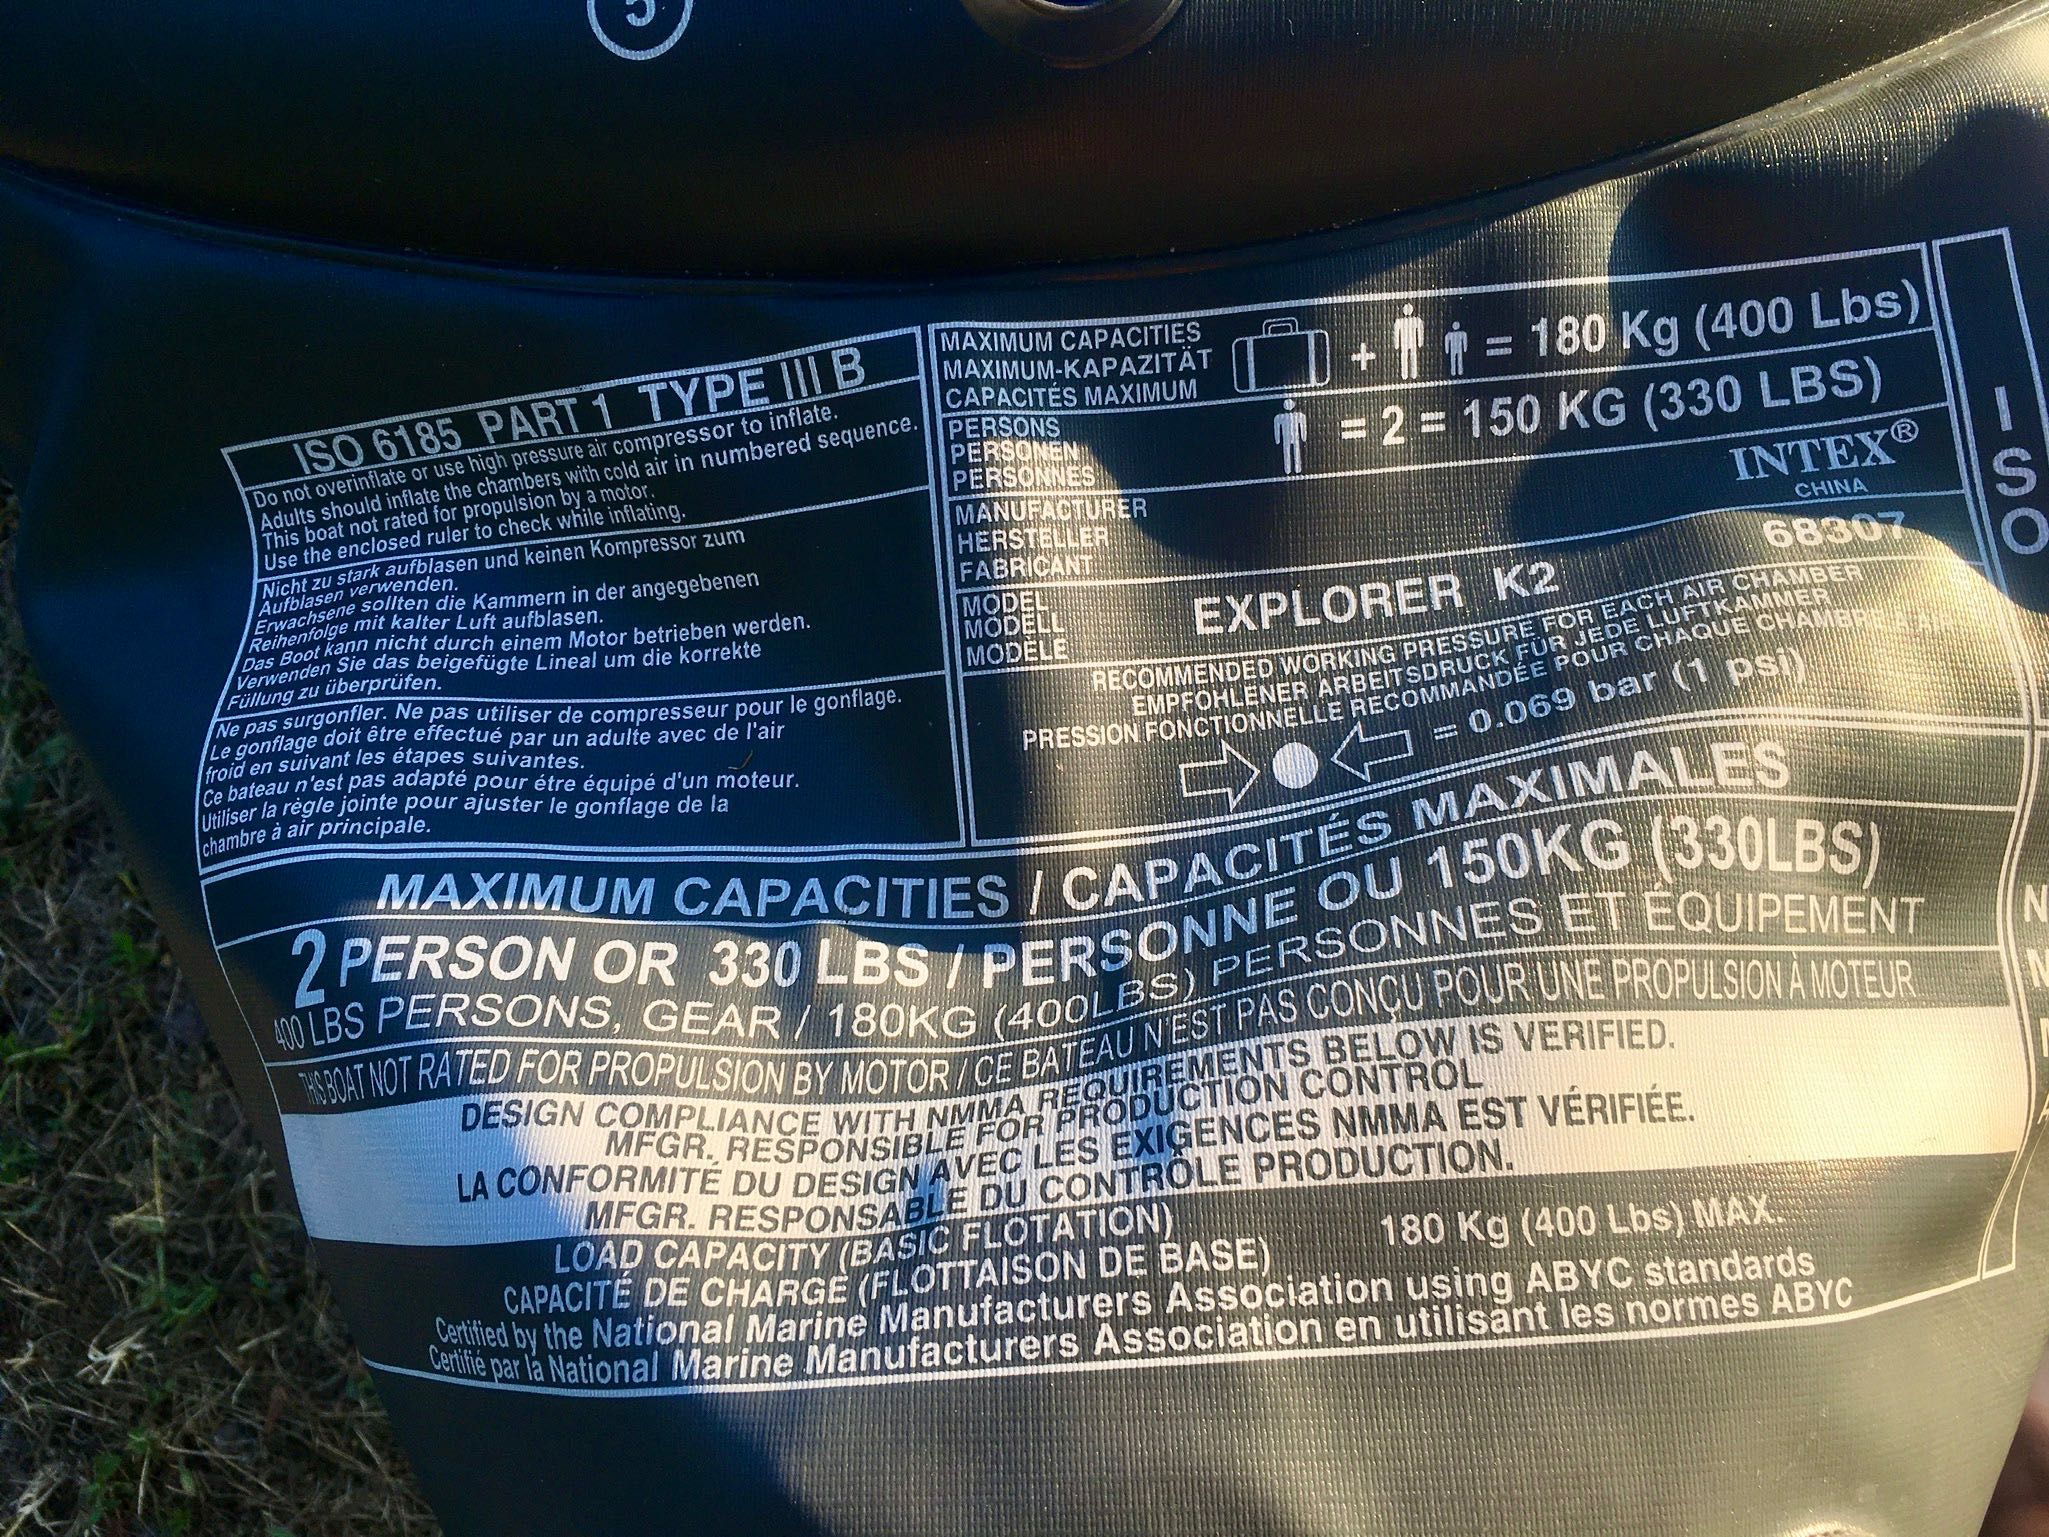 5
ISO 6185 PART 1 TYPE III B
Do not overinflate or use high pressure air compressor to inflate.
Adults should inflate the chambers with cold air in numbered sequence.
This boat not rated for propulsion by a motor.
Use the enclosed ruler to check while inflating.
Nicht zu stark aufblasen und keinen Kompressor zum
Aufblasen verwenden.
Erwachsene sollten die Kammern in der angegebenen
Reihenfolge mit kalter Luft aufblasen.
Das Boot kann nicht durch einem Motor betrieben werden.
Verwenden Sie das beigefügte Lineal um die korrekte
Füllung zu überprüfen.
Ne pas surgonfler. Ne pas utiliser de compresseur pour le gonflage.
Le gonflage doit être effectué par un adulte avec de l'air
froid en suivant les étapes suivantes.
Ce bateau n'est pas adapté pour étre équipé d'un moteur.
Utiliser la règle jointe pour ajuster le gonflage de la
chambre à air principale.
MAXIMUM CAPACITIES
MAXIMUM-KAPAZITÄT
CAPACITÉS MAXIMUM
+ = 180 Kg (400 Lbs)
PERSONS
PERSONEN
PERSONNES
= 2 = 150 KG (330 LBS)
MANUFACTURER
HERSTELLER
FABRICANT
INTEX®
CHINA
MODEL
MODELL
MODÈLE
68307
EXPLORER K2
RECOMMENDED WORKING PRESSURE FOR EACH AIR CHAMBER
EMPFOHLENER ARBEITSDRUCK FÜR JEDE LUFTKAMMER
PRESSION FONCTIONNELLE RECOMMANDÉE POUR CHAQUE CHAMBRE
= 0.069 bar (1 psi)
ISO
MAXIMUM CAPACITIES / CAPACITÉS MAXIMALES
2 PERSON OR 330 LBS / PERSONNE OU 150KG (330LBS)
400 LBS PERSONS, GEAR / 180KG (400LBS) PERSONNES ET ÉQUIPEMENT
THIS BOAT NOT RATED FOR PROPULSION BY MOTOR / CE BATEAU N'EST PAS CONÇU POUR UNE PROPULSION À MOTEUR
DESIGN COMPLIANCE WITH NMMA REQUIREMENTS BELOW IS VERIFIED.
MFGR. RESPONSIBLE FOR PRODUCTION CONTROL
LA CONFORMITÉ DU DESIGN AVEC LES EXIGENCES NMMA EST VÉRIFIÉE.
MFGR. RESPONSABLE DU CONTRÔLE PRODUCTION.
LOAD CAPACITY (BASIC FLOTATION)
CAPACITÉ DE CHARGE (FLOTTAISON DE BASE)
180 Kg (400 Lbs) MAX.
Certified by the National Marine Manufacturers Association using ABYC standards
Certifié par la National Marine Manufacturers Association en utilisant les normes ABYC